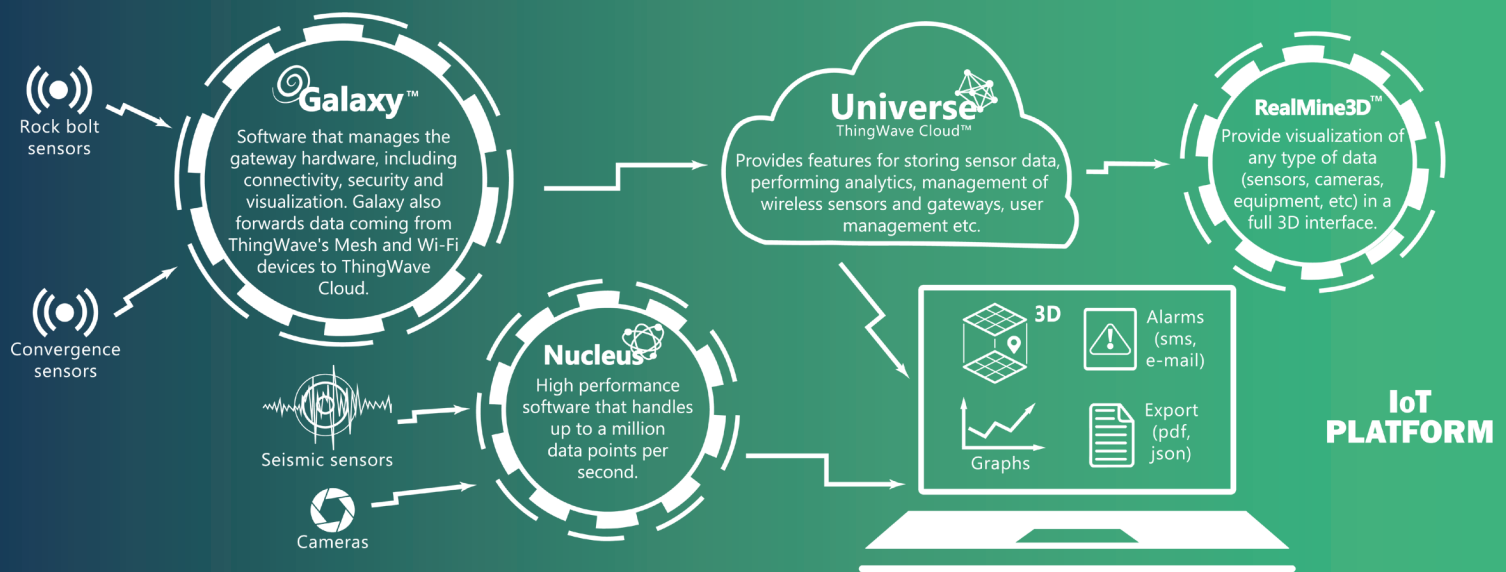 Rock bolt
sensors
Convergence
sensors
Galaxy™
Software that manages the
gateway hardware, including
connectivity, security and
visualization. Galaxy also
forwards data coming from
ThingWave's Mesh and Wi-Fi
devices to ThingWave
Cloud.
Universe
ThingWave Cloud™
Provides features for storing sensor data,
performing analytics, management of
wireless sensors and gateways, user
management etc.
RealMine3D™
Provide visualization of
any type of data
(sensors, cameras,
equipment, etc) in a
full 3D interface.
Seismic sensors
Cameras
Nucleus
High performance
software that handles
up to a million
data points per
second.
3D
Alarms
(sms,
e-mail)
Graphs
Export
(pdf,
json)
IoT
PLATFORM